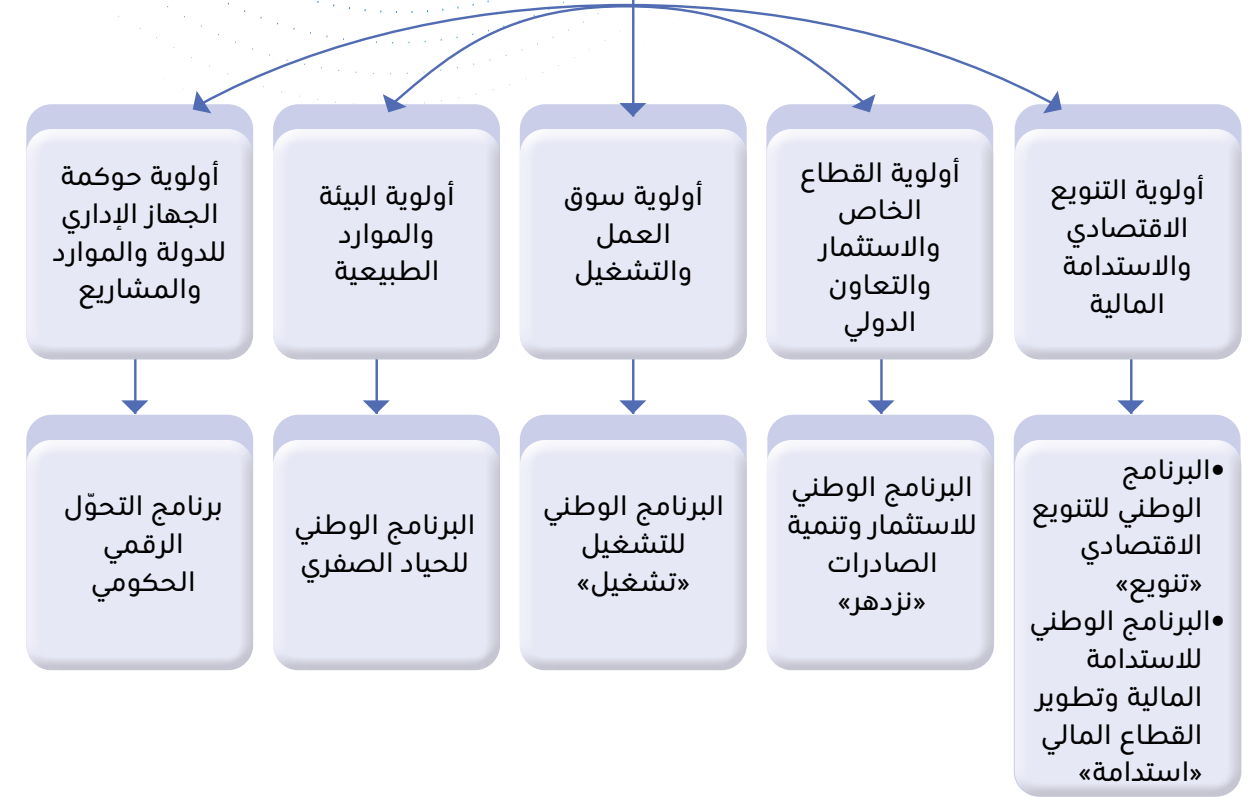 أولوية التنويع
الاقتصادي
والاستدامة
المالية
أولوية القطاع
الخاص
والاستثمار
والتعاون
الدولي
أولوية سوق
العمل
والتشغيل
أولوية البيئة
والموارد
الطبيعية
أولوية حوكمة
الجهاز الإداري
للدولة والموارد
والمشاريع
•البرنامج
الوطني للتنويع
الاقتصادي
«تنويع»
•البرنامج الوطني
للاستدامة
المالية وتطوير
القطاع المالي
«استدامة»
البرنامج الوطني
للاستثمار وتنمية
الصادرات
«نزدهر»
البرنامج الوطني
للتشغيل
«تشغيل»
البرنامج الوطني
للحياد الصفري
برنامج التحوّل
الرقمي
الحكومي